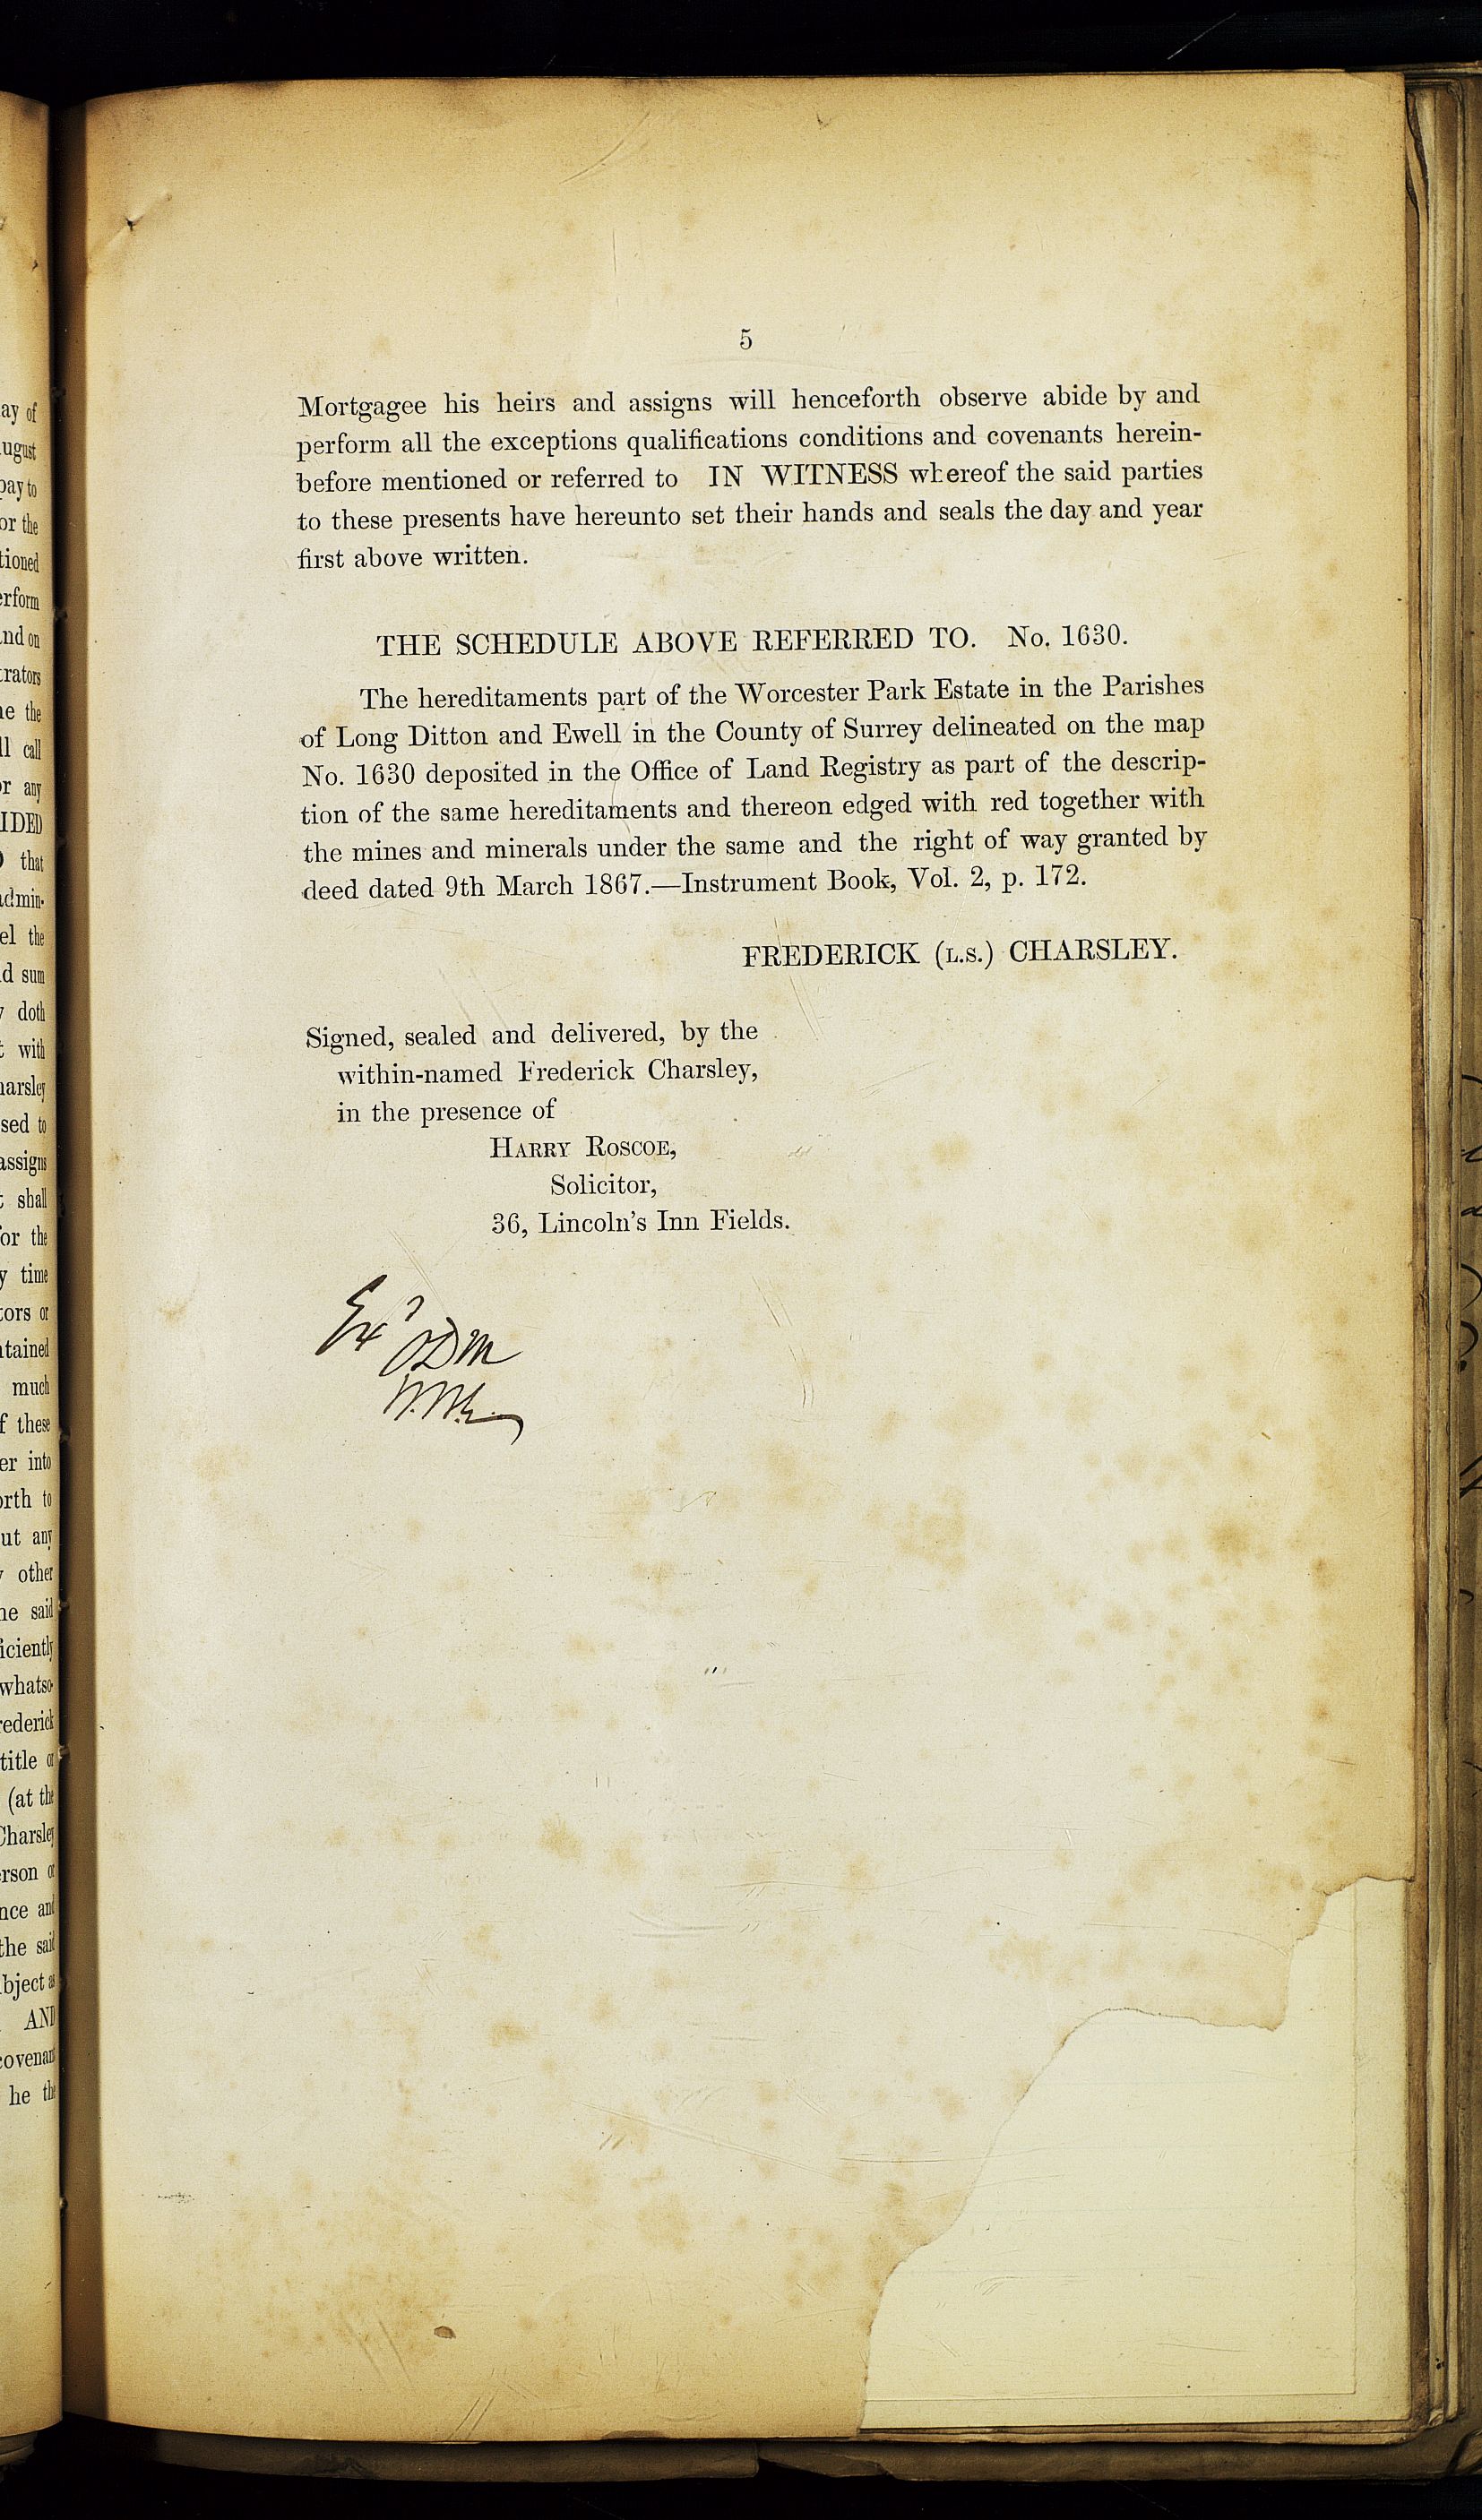 5
Mortgagee his heirs and assigns will henceforth observe abide by and
perform all the exceptions qualifications conditions and covenants herein-
before mentioned or referred to IN WITNESS whereof the said parties
to these presents have hereunto set their hands and seals the day and year
first above written.
THE SCHEDULE ABOVE REFERRED TO. No. 1630.
The hereditaments part of the Worcester Park Estate in the Parishes
of Long Ditton and Ewell in the County of Surrey delineated on the map
No. 1630 deposited in the Office of Land Registry as part of the descrip-
tion of the same hereditaments and thereon edged with red together with
the mines and minerals under the same and the right of way granted by
deed dated 9th March 1867.—Instrument Book, Vol. 2, p. 172.
FREDERICK (L.S.) CHARSLEY.
Signed, sealed and delivered, by the
within-named Frederick Charsley,
in the presence of
HARRY ROSCOE,
Solicitor,
36, Lincoln's Inn Fields.
Exd